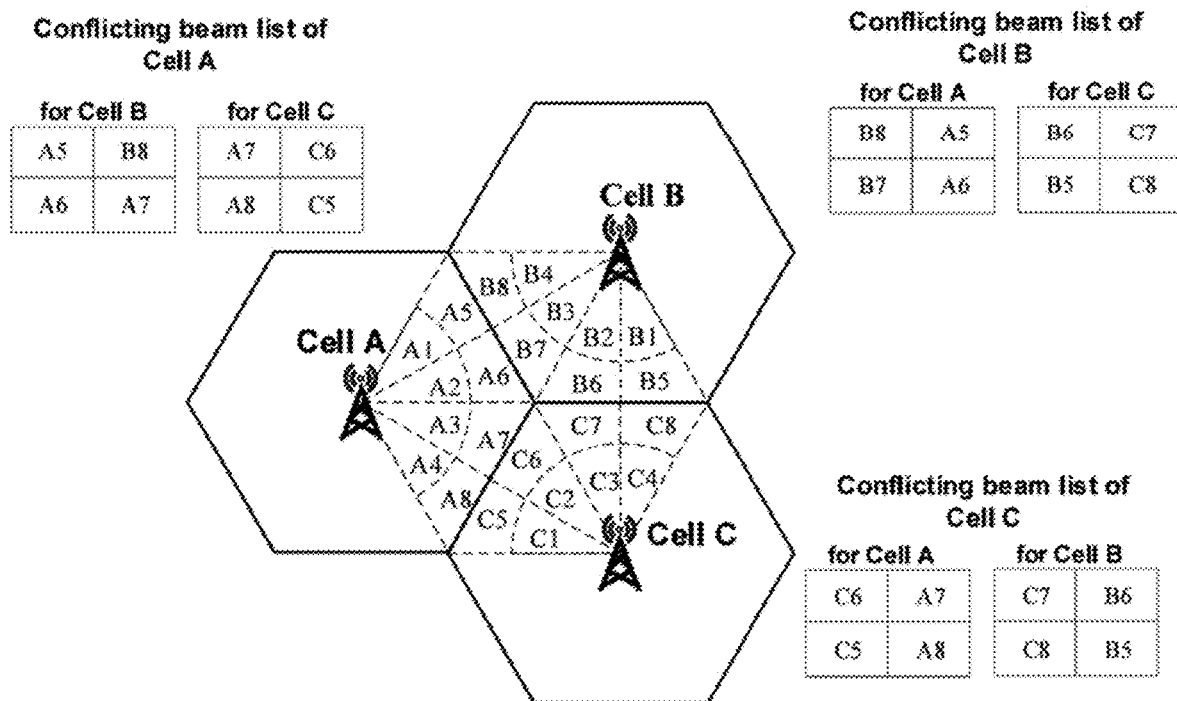 Conflicting beam list of
Cell A
for Cell B for Cell C
A5 B8 A7 C6
A6 A7 A8 C5
Conflicting beam list of
Cell B
for Cell A for Cell C
B8 A5 B6 C7
B7 A6 B5 C8
Cell B
B8 B4
A5 B3
Cell A
A1 B7 B2 B1
A2 A6 B6 B5
A3 A7 C7 C8
A4 C6
A8 C2 C3 C4
C5 C1
Cell C
Conflicting beam list of
Cell C
for Cell A for Cell B
C6 A7 C7 B6
C5 A8 C8 B5